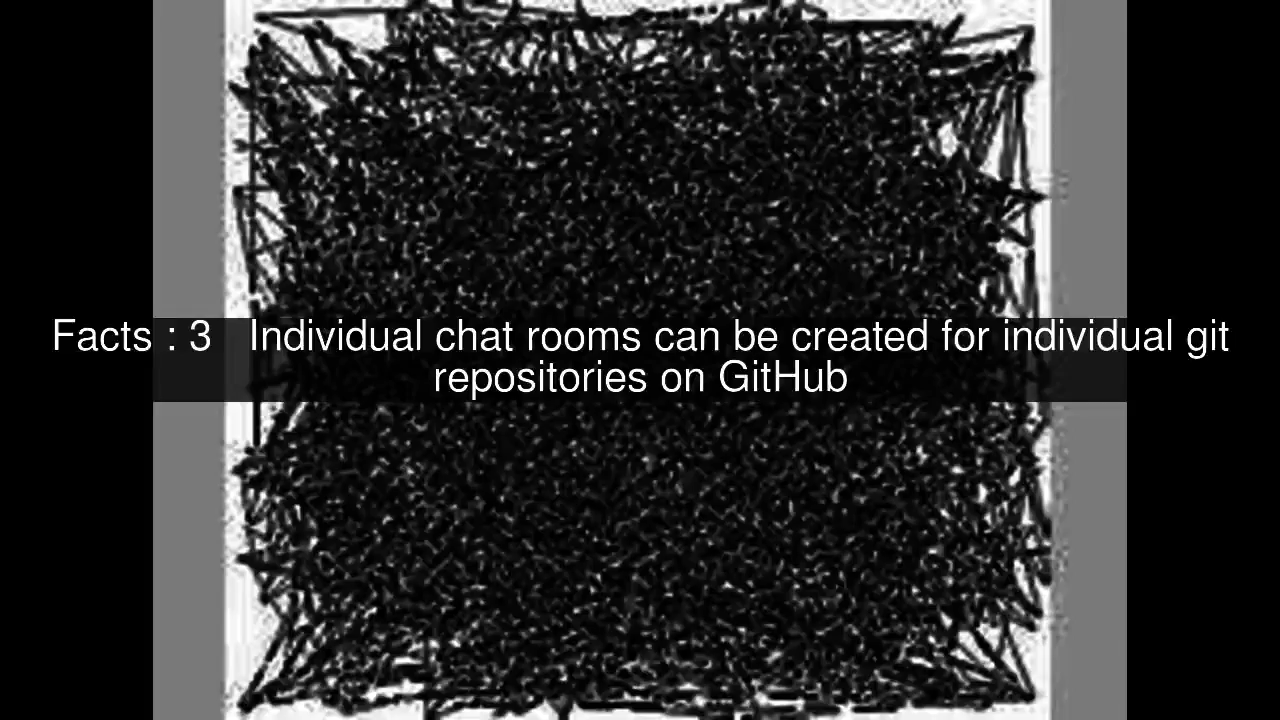 Facts : 3   Individual chat rooms can be created for individual git
repositories on GitHub